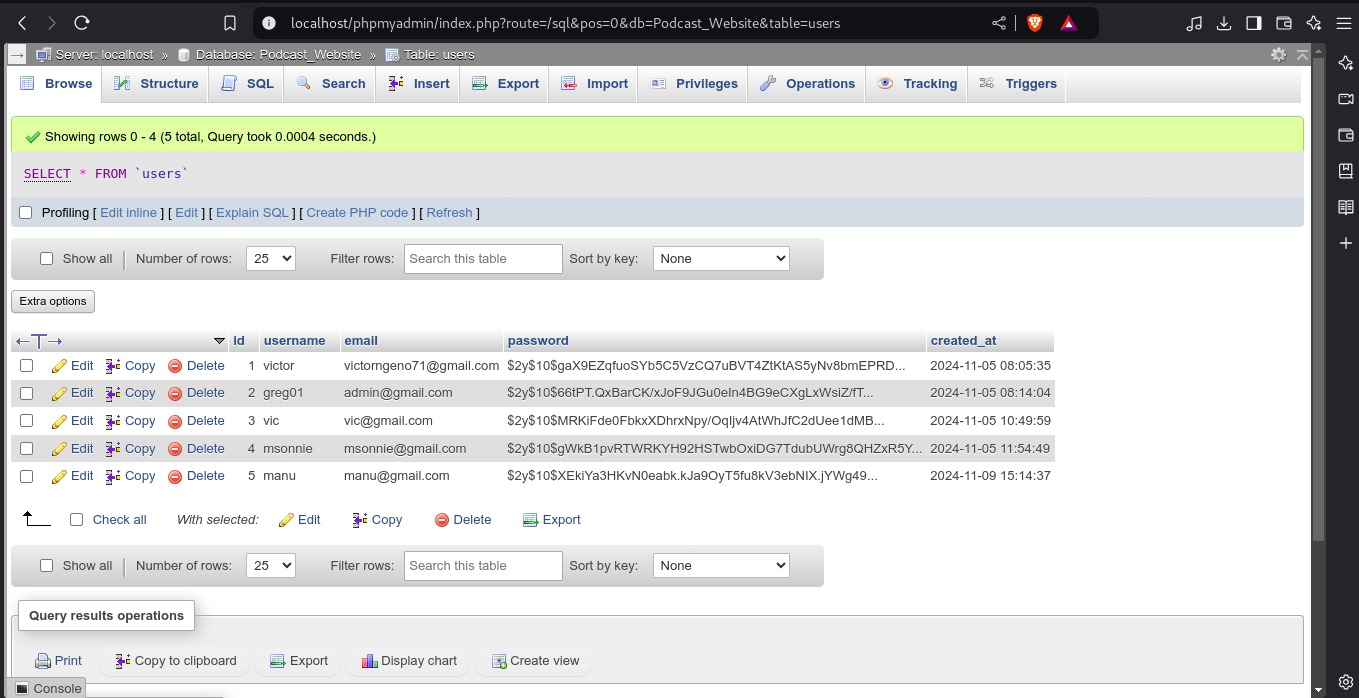 localhost/phpmyadmin/index.php?route=/sql&pos=0&db=Podcast_Website&table=users
Server: localhost » Database: Podcast_Website » Table: users
Browse Structure SQL Search Insert Export Import Privileges Operations Tracking Triggers
Showing rows 0 - 4 (5 total, Query took 0.0004 seconds.)
SELECT * FROM `users`
Profiling [ Edit inline ] [ Edit ] [ Explain SQL ] [ Create PHP code ] [ Refresh ]
Show all Number of rows: 25 Filter rows: Search this table Sort by key: None
Extra options
id username email password created_at
Edit Copy Delete 1 victor victorngeno71@gmail.com $2y$10$gaX9EZqfuoSYb5C5VzCQ7uBVT4ZtKtAS5yNv8bmEPRD... 2024-11-05 08:05:35
Edit Copy Delete 2 greg01 admin@gmail.com $2y$10$66tPT.QxBarCK/xJoF9JGu0eIn4BG9eCXgLxWsiZ/fT... 2024-11-05 08:14:04
Edit Copy Delete 3 vic vic@gmail.com $2y$10$MRKiFde0FbkxXDhrxNpy/OqIjv4AtWhJfC2dUee1dMB... 2024-11-05 10:49:59
Edit Copy Delete 4 msonnie msonnie@gmail.com $2y$10$gWkB1pvRTWRKYH92HSTwbOxiDG7TdubUWrg8QHZxR5Y... 2024-11-05 11:54:49
Edit Copy Delete 5 manu manu@gmail.com $2y$10$XEkiYa3HKvN0eabk.kJa9OyT5fu8kV3ebNIX.jYWg49... 2024-11-09 15:14:37
Check all With selected: Edit Copy Delete Export
Show all Number of rows: 25 Filter rows: Search this table Sort by key: None
Query results operations
Print Copy to clipboard Export Display chart Create view
Console